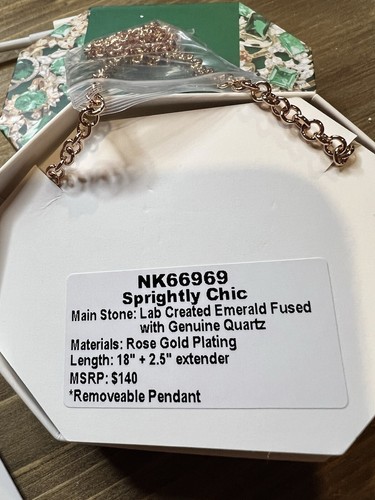 NK66969
Sprightly Chic
Main Stone: Lab Created Emerald Fused
with Genuine Quartz
Materials: Rose Gold Plating
Length: 18" + 2.5" extender
MSRP: $140
*Removeable Pendant